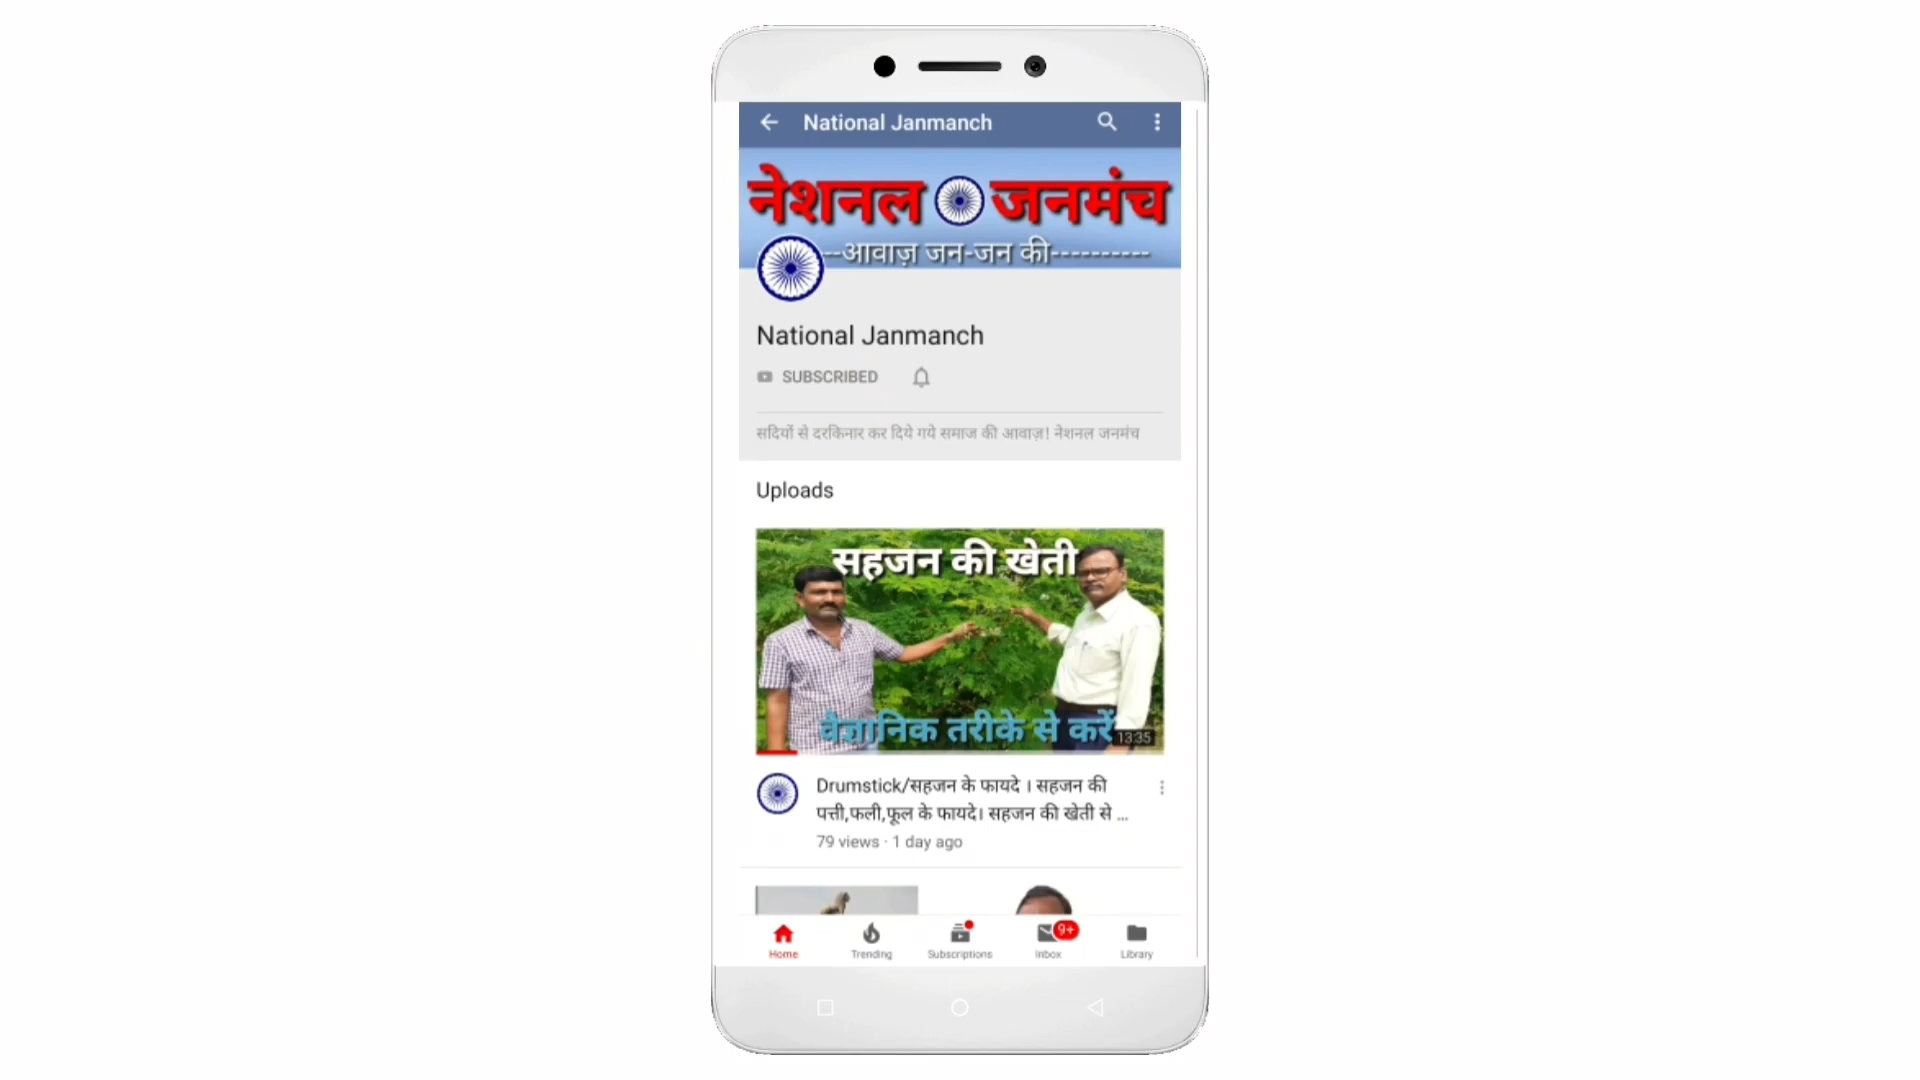 National Janmanch
नेशनल जनमंच
--आवाज़ जन-जन की----------
National Janmanch
SUBSCRIBED
सदियों से दरकिनार कर दिये गये समाज की आवाज़! नेशनल जनमंच
Uploads
सहजन की खेती
वैज्ञानिक तरीके से करें
13:35
Drumstick/सहजन के फायदे । सहजन की
पत्ती,फली,फूल के फायदे। सहजन की खेती से ...
79 views · 1 day ago
9+
Home Trending Subscriptions Inbox Library